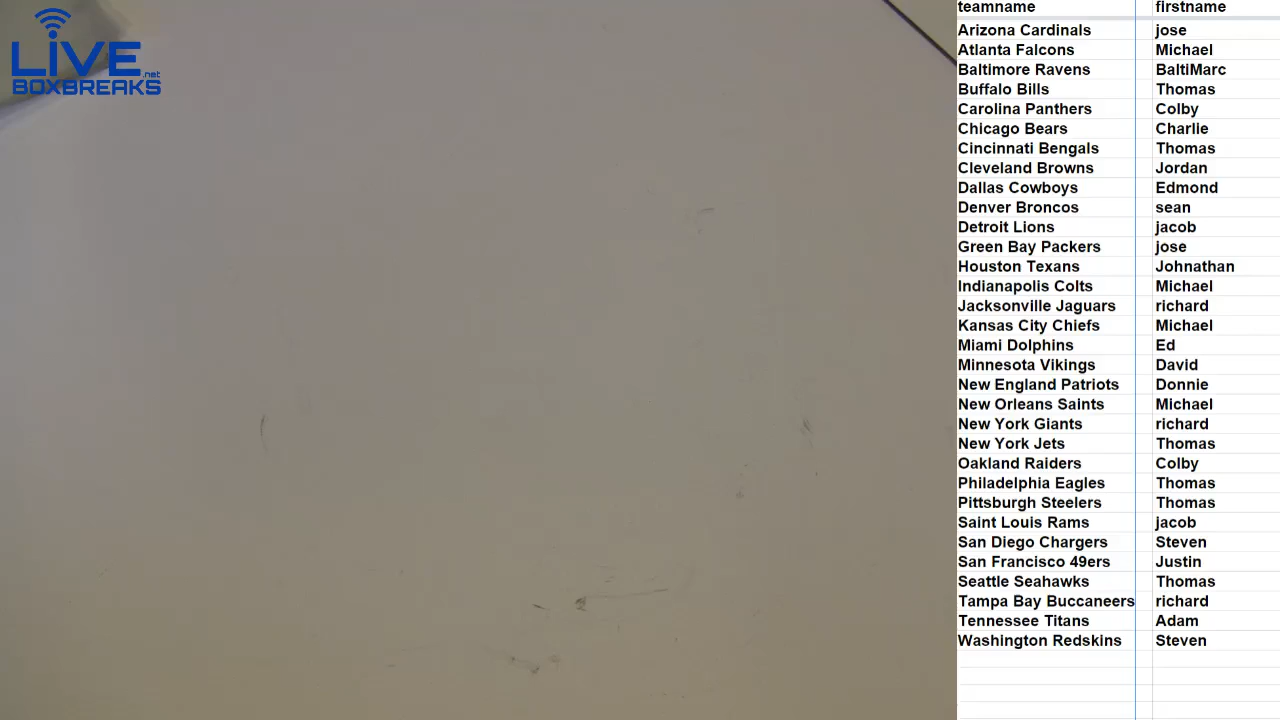 LIVE.net
BOXBREAKS
teamname firstname
Arizona Cardinals jose
Atlanta Falcons Michael
Baltimore Ravens BaltiMarc
Buffalo Bills Thomas
Carolina Panthers Colby
Chicago Bears Charlie
Cincinnati Bengals Thomas
Cleveland Browns Jordan
Dallas Cowboys Edmond
Denver Broncos sean
Detroit Lions jacob
Green Bay Packers jose
Houston Texans Johnathan
Indianapolis Colts Michael
Jacksonville Jaguars richard
Kansas City Chiefs Michael
Miami Dolphins Ed
Minnesota Vikings David
New England Patriots Donnie
New Orleans Saints Michael
New York Giants richard
New York Jets Thomas
Oakland Raiders Colby
Philadelphia Eagles Thomas
Pittsburgh Steelers Thomas
Saint Louis Rams jacob
San Diego Chargers Steven
San Francisco 49ers Justin
Seattle Seahawks Thomas
Tampa Bay Buccaneers richard
Tennessee Titans Adam
Washington Redskins Steven